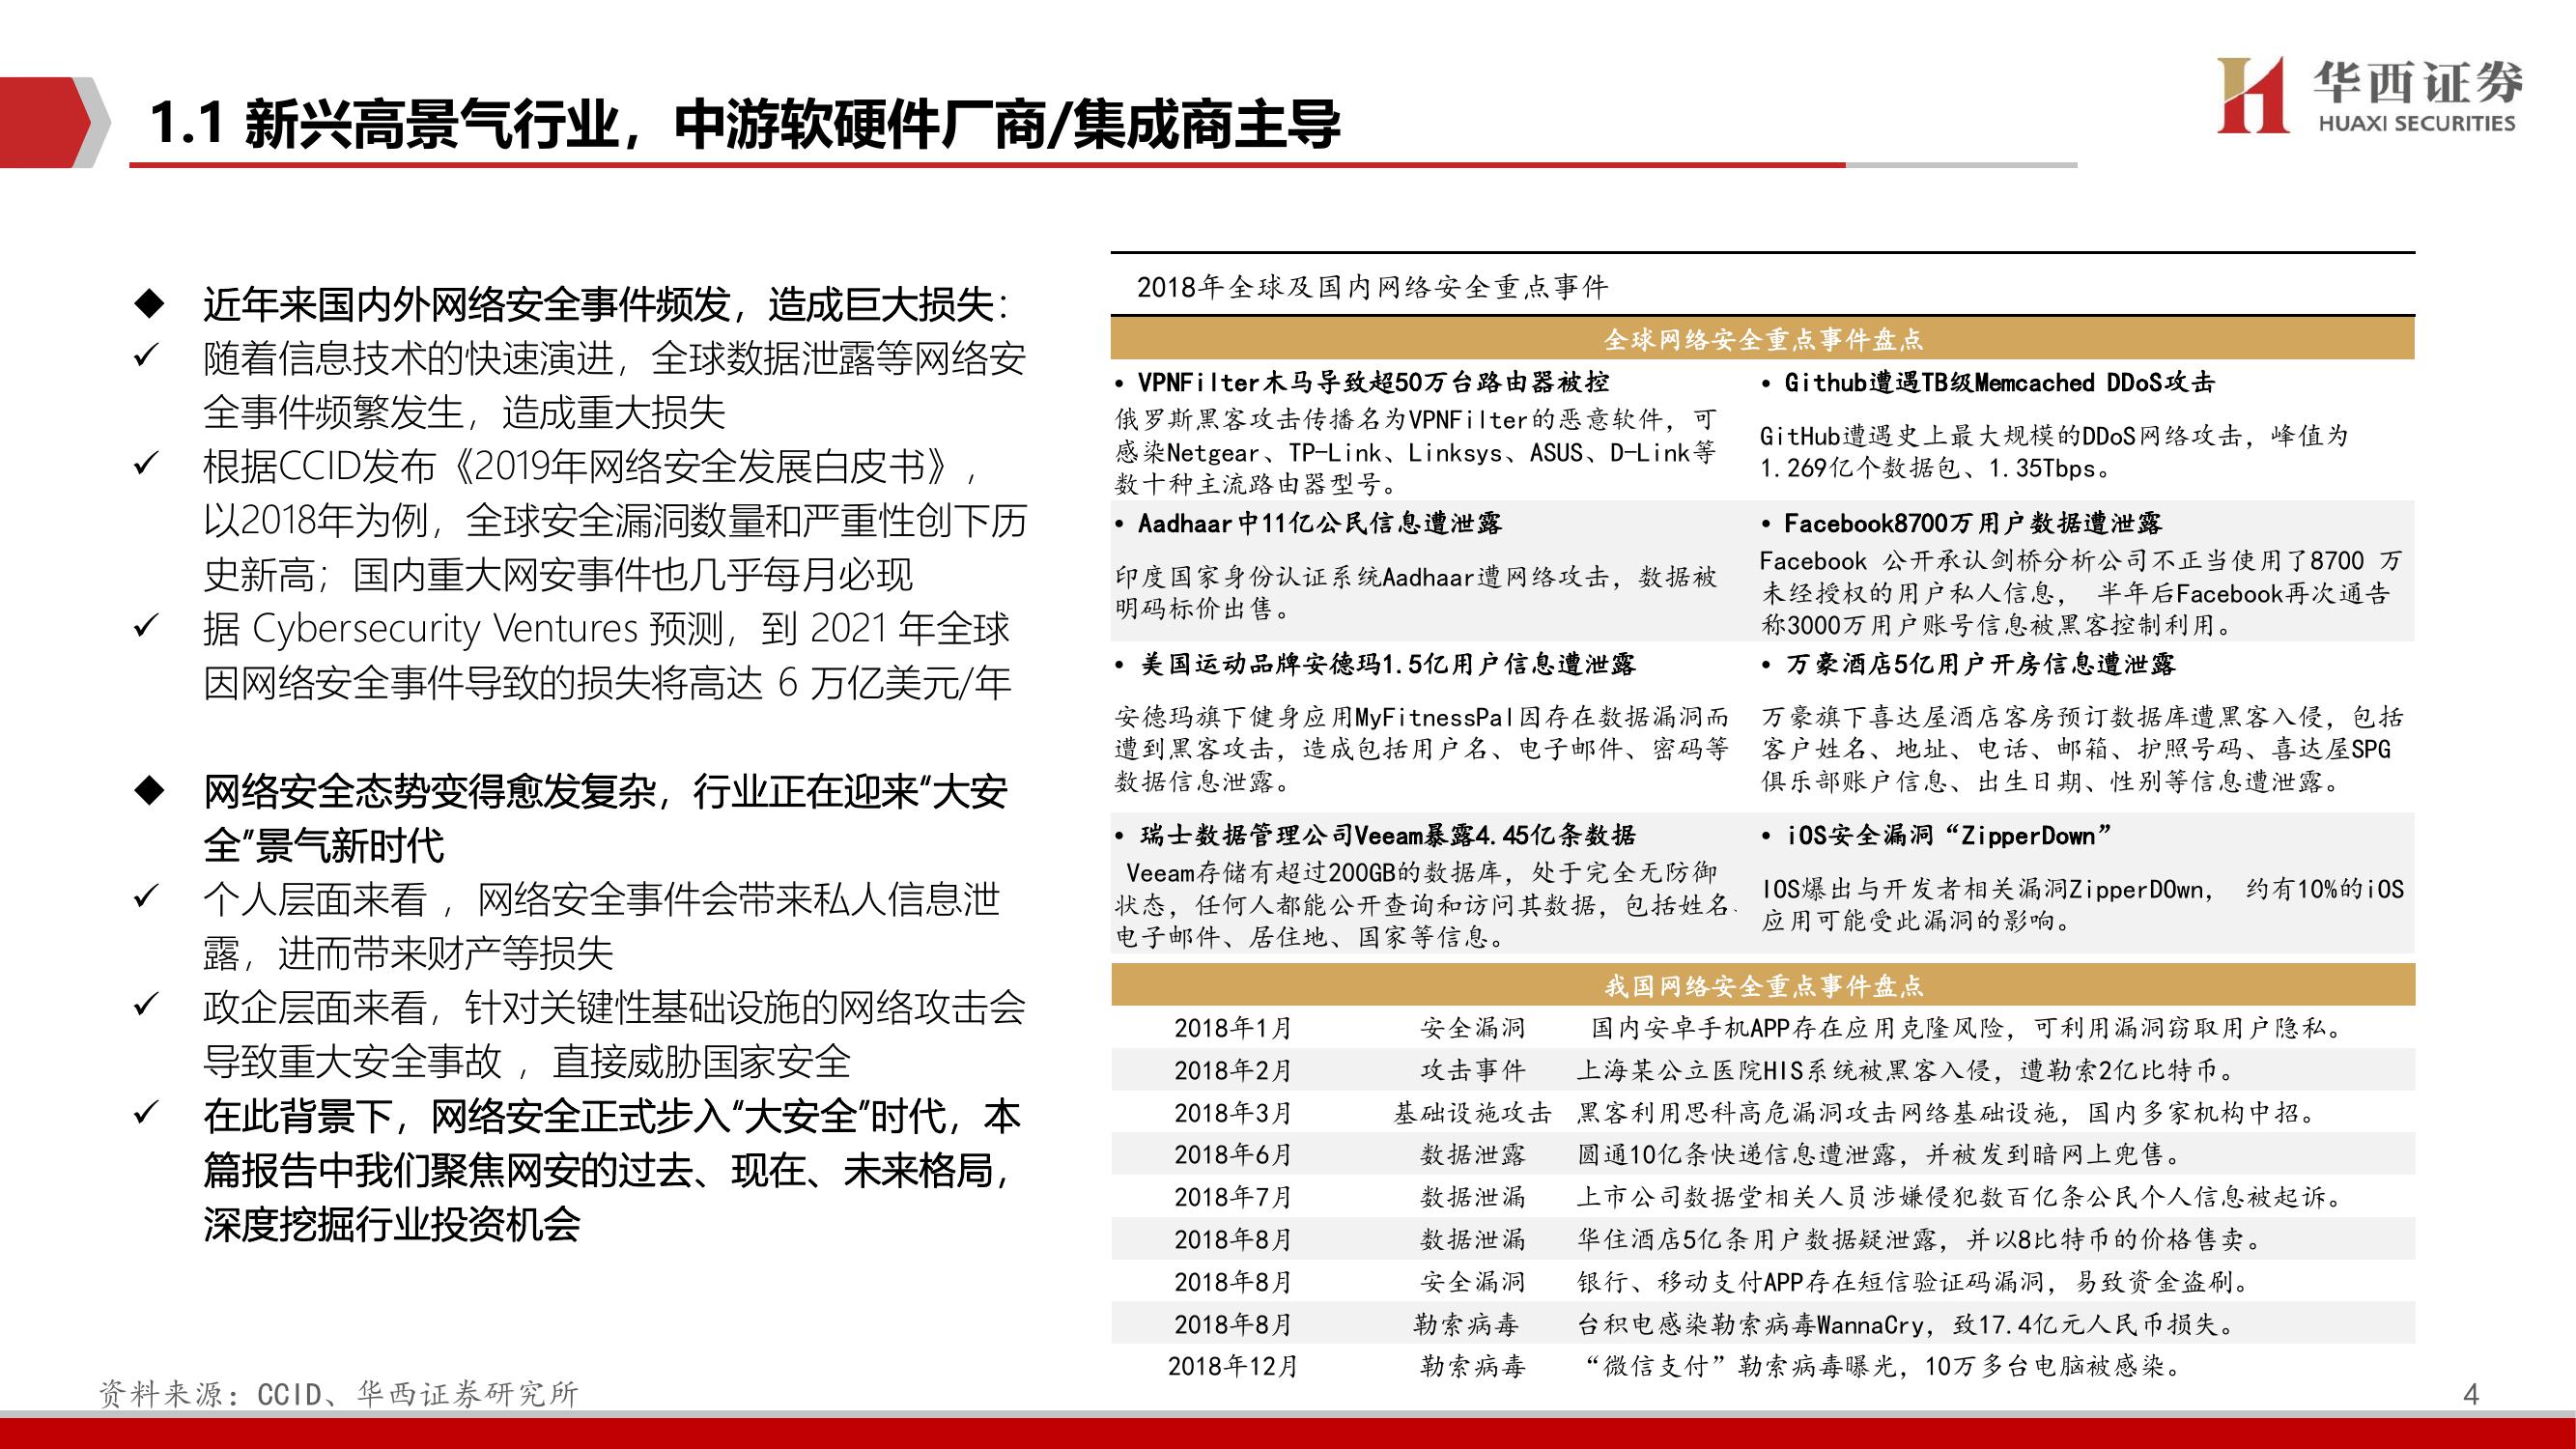 1.1 新兴高景气行业，中游软硬件厂商/集成商主导
华西证券
HUAXI SECURITIES
◆ 近年来国内外网络安全事件频发，造成巨大损失：
✓ 随着信息技术的快速演进，全球数据泄露等网络安
全事件频繁发生，造成重大损失
✓ 根据CCID发布《2019年网络安全发展白皮书》，
以2018年为例，全球安全漏洞数量和严重性创下历
史新高；国内重大网安事件也几乎每月必现
✓ 据 Cybersecurity Ventures 预测，到 2021 年全球
因网络安全事件导致的损失将高达 6 万亿美元/年
◆ 网络安全态势变得愈发复杂，行业正在迎来“大安
全”景气新时代
✓ 个人层面来看 ，网络安全事件会带来私人信息泄
露，进而带来财产等损失
✓ 政企层面来看，针对关键性基础设施的网络攻击会
导致重大安全事故 ，直接威胁国家安全
✓ 在此背景下，网络安全正式步入“大安全”时代，本
篇报告中我们聚焦网安的过去、现在、未来格局，
深度挖掘行业投资机会
2018年全球及国内网络安全重点事件
全球网络安全重点事件盘点
• VPNFilter木马导致超50万台路由器被控
俄罗斯黑客攻击传播名为VPNFilter的恶意软件，可
感染Netgear、TP-Link、Linksys、ASUS、D-Link等
数十种主流路由器型号。
• Github遭遇TB级Memcached DDoS攻击
GitHub遭遇史上最大规模的DDoS网络攻击，峰值为
1.269亿个数据包、1.35Tbps。
• Aadhaar中11亿公民信息遭泄露
印度国家身份认证系统Aadhaar遭网络攻击，数据被
明码标价出售。
• Facebook8700万用户数据遭泄露
Facebook 公开承认剑桥分析公司不正当使用了8700 万
未经授权的用户私人信息， 半年后Facebook再次通告
称3000万用户账号信息被黑客控制利用。
• 美国运动品牌安德玛1.5亿用户信息遭泄露
安德玛旗下健身应用MyFitnessPal因存在数据漏洞而
遭到黑客攻击，造成包括用户名、电子邮件、密码等
数据信息泄露。
• 万豪酒店5亿用户开房信息遭泄露
万豪旗下喜达屋酒店客房预订数据库遭黑客入侵，包括
客户姓名、地址、电话、邮箱、护照号码、喜达屋SPG
俱乐部账户信息、出生日期、性别等信息遭泄露。
• 瑞士数据管理公司Veeam暴露4.45亿条数据
Veeam存储有超过200GB的数据库，处于完全无防御
状态，任何人都能公开查询和访问其数据，包括姓名、
电子邮件、居住地、国家等信息。
• iOS安全漏洞“ZipperDown”
IOS爆出与开发者相关漏洞ZipperDOwn， 约有10%的iOS
应用可能受此漏洞的影响。
我国网络安全重点事件盘点
2018年1月 安全漏洞 国内安卓手机APP存在应用克隆风险，可利用漏洞窃取用户隐私。
2018年2月 攻击事件 上海某公立医院HIS系统被黑客入侵，遭勒索2亿比特币。
2018年3月 基础设施攻击 黑客利用思科高危漏洞攻击网络基础设施，国内多家机构中招。
2018年6月 数据泄露 圆通10亿条快递信息遭泄露，并被发到暗网上兜售。
2018年7月 数据泄漏 上市公司数据堂相关人员涉嫌侵犯数百亿条公民个人信息被起诉。
2018年8月 数据泄漏 华住酒店5亿条用户数据疑泄露，并以8比特币的价格售卖。
2018年8月 安全漏洞 银行、移动支付APP存在短信验证码漏洞，易致资金盗刷。
2018年8月 勒索病毒 台积电感染勒索病毒WannaCry，致17.4亿元人民币损失。
2018年12月 勒索病毒 “微信支付”勒索病毒曝光，10万多台电脑被感染。
资料来源：CCID、华西证券研究所
4